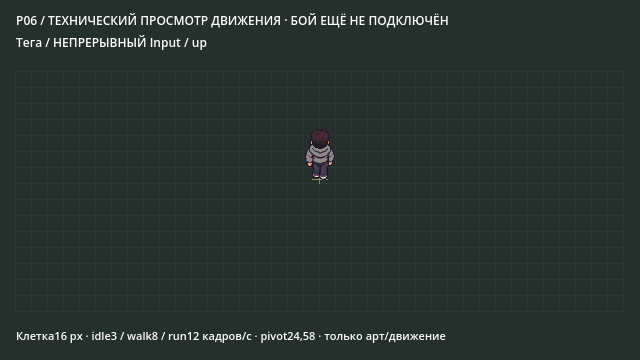 P06 / ТЕХНИЧЕСКИЙ ПРОСМОТР ДВИЖЕНИЯ · БОЙ ЕЩЁ НЕ ПОДКЛЮЧЁН
Тега / НЕПРЕРЫВНЫЙ Input / up
Клетка16 px · idle3 / walk8 / run12 кадров/с · pivot24,58 · только арт/движение